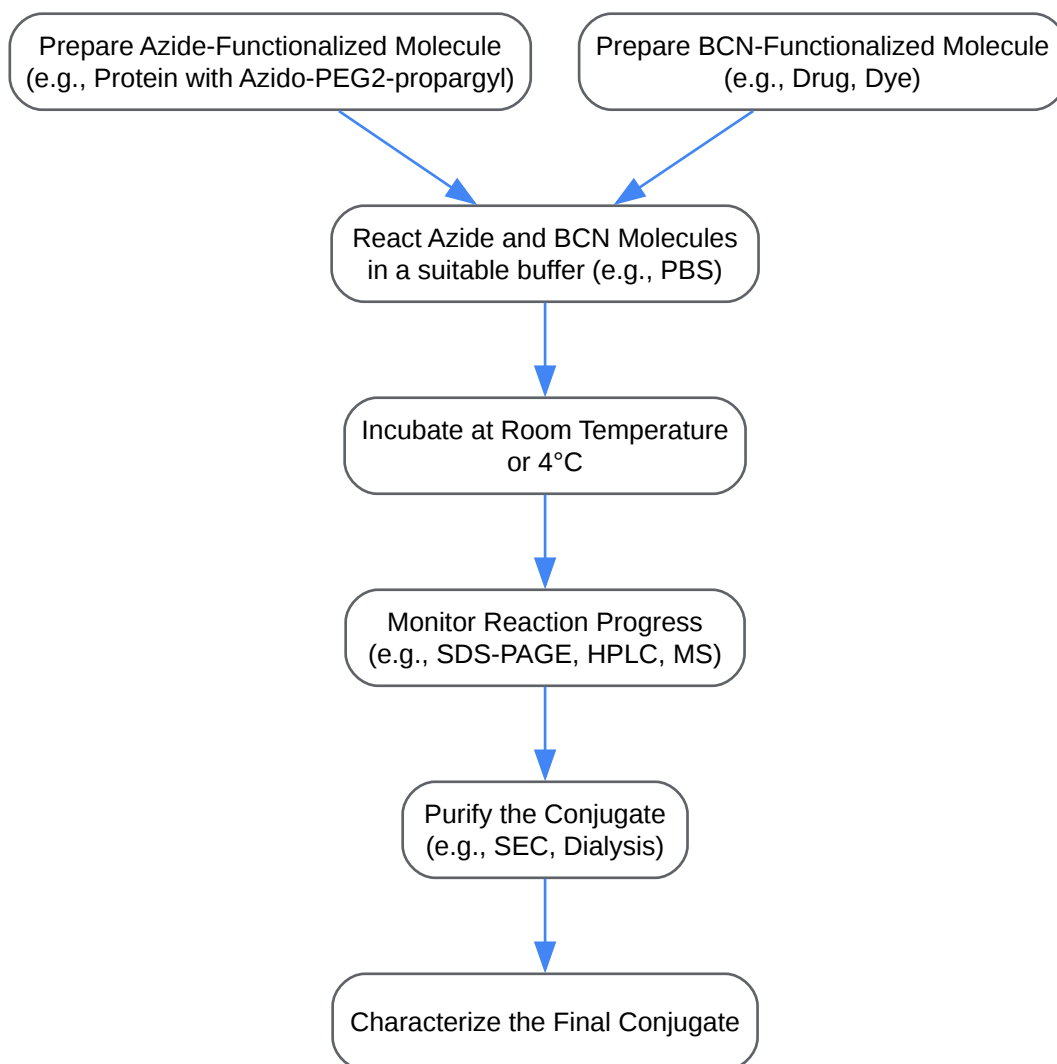 Prepare Azide-Functionalized Molecule
(e.g., Protein with Azido-PEG2-propargyl)
Prepare BCN-Functionalized Molecule
(e.g., Drug, Dye)
React Azide and BCN Molecules
in a suitable buffer (e.g., PBS)
Incubate at Room Temperature
or 4°C
Monitor Reaction Progress
(e.g., SDS-PAGE, HPLC, MS)
Purify the Conjugate
(e.g., SEC, Dialysis)
Characterize the Final Conjugate